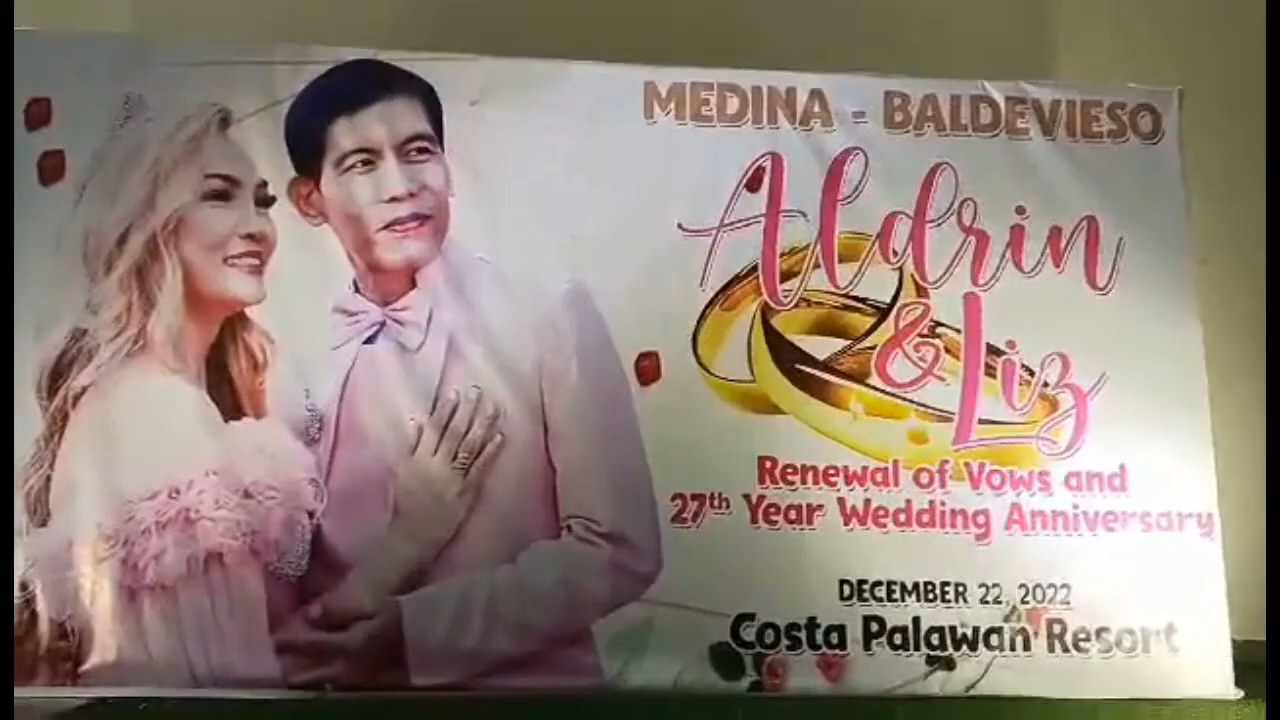 MEDINA - BALDEVIESO
Aldrin
& Liz
Renewal of Vows and
27th Year Wedding Anniversary
DECEMBER 22, 2022
Costa Palawan Resort